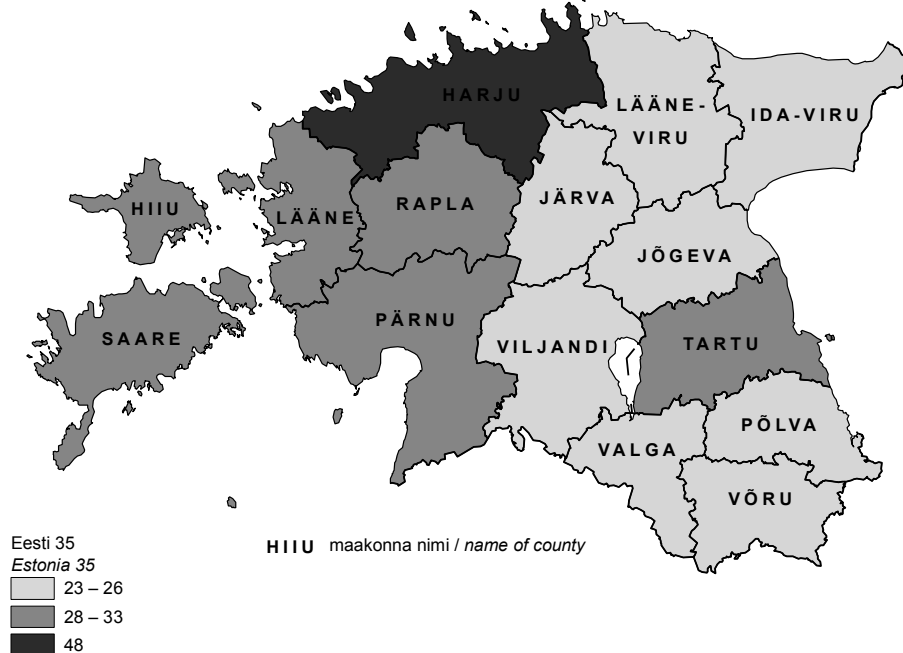 HARJU
LÄÄNE-
VIRU
IDA-VIRU
HIIU
LÄÄNE
RAPLA
JÄRVA
JÕGEVA
SAARE
PÄRNU
VILJANDI
TARTU
VALGA
PÕLVA
VÕRU
HIIU maakonna nimi / name of county
Eesti 35
Estonia 35
23 – 26
28 – 33
48